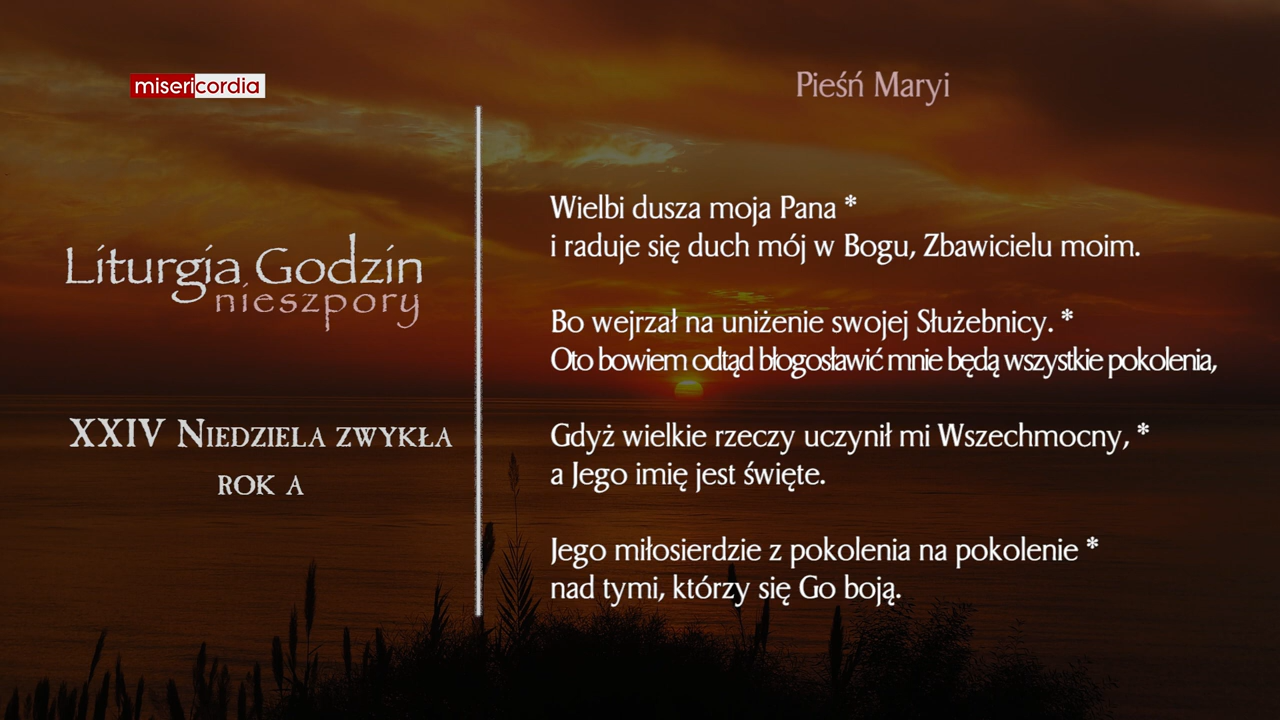 misericordia
Pieśń Maryi
Liturgia Godzin
nieszpory
XXIV Niedziela zwykła
rok A
Wielbi dusza moja Pana *
i raduje się duch mój w Bogu, Zbawicielu moim.
Bo wejrzał na uniżenie swojej Służebnicy. *
Oto bowiem odtąd błogosławić mnie będą wszystkie pokolenia,
Gdyż wielkie rzeczy uczynił mi Wszechmocny, *
a Jego imię jest święte.
Jego miłosierdzie z pokolenia na pokolenie *
nad tymi, którzy się Go boją.